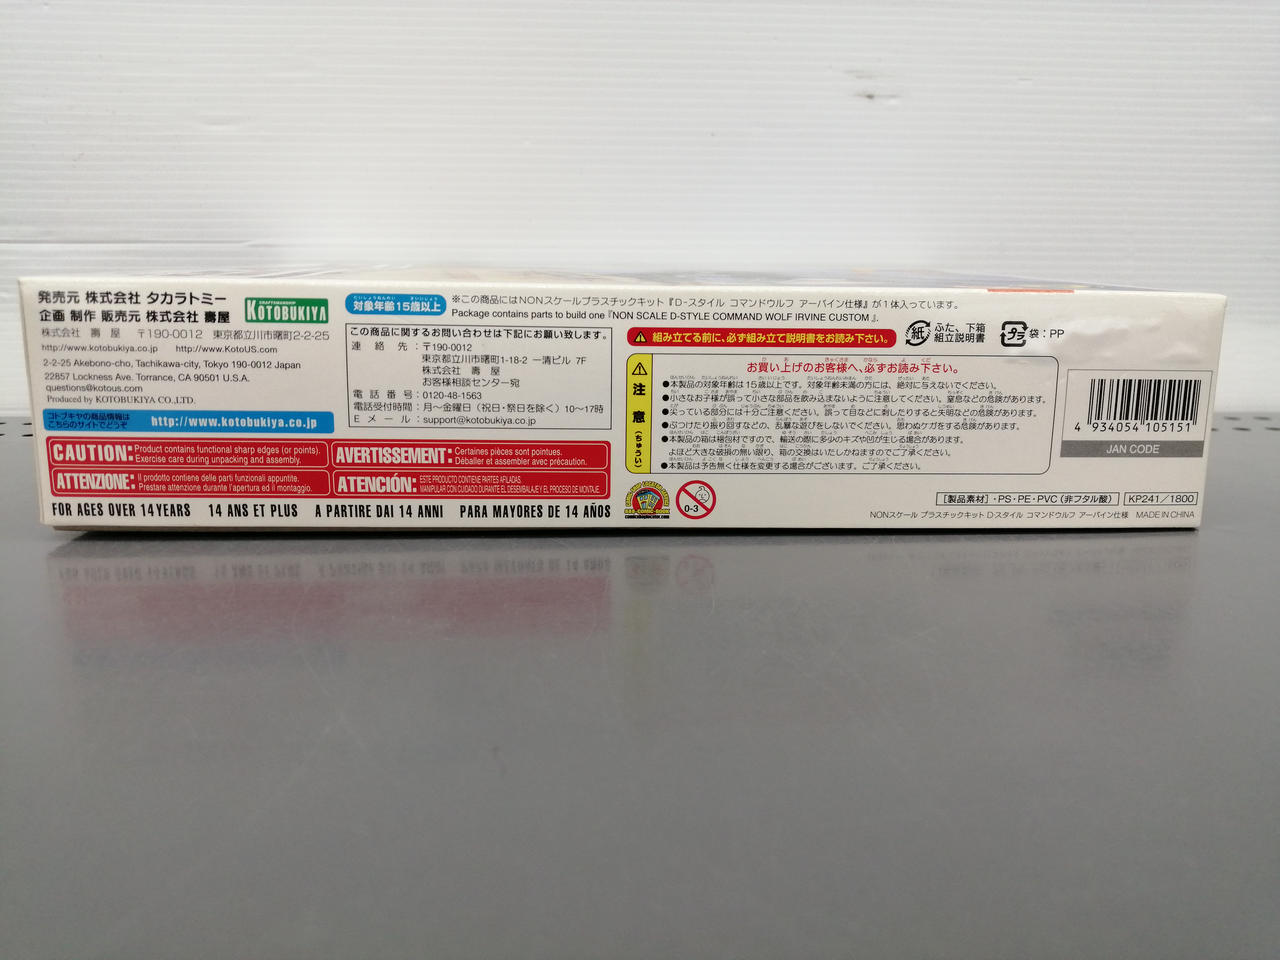 発売元 株式会社 タカラトミー
企画 制作 販売元 株式会社 壽屋
CRAFTSMANSHIP
KOTOBUKIYA
株式会社 壽 屋 〒190-0012 東京都立川市曙町2-2-25
http://www.kotobukiya.co.jp http://www.KotoUS.com
2-2-25 Akebono-cho, Tachikawa-city, Tokyo 190-0012 Japan
22857 Lockness Ave. Torrance, CA 90501 U.S.A.
questions@kotous.com
Produced by KOTOBUKIYA CO.,LTD.
コトブキヤの商品情報は
こちらのサイトでどうぞ
http://www.kotobukiya.co.jp
対象年齢15歳以上
※この商品にはNONスケールプラスチックキット『D-スタイル コマンドウルフ アーバイン仕様』が1体入っています。
Package contains parts to build one『NON SCALE D-STYLE COMMAND WOLF IRVINE CUSTOM』.
この商品に関するお問い合わせは下記にお願い致します。
連絡先:〒190-0012
東京都立川市曙町1-18-2 一清ビル 7F
株式会社 壽 屋
お客様相談センター宛
電話番号:0120-48-1563
電話受付時間:月〜金曜日(祝日・祭日を除く)10〜17時
Eメール:support@kotobukiya.co.jp
CAUTION: Product contains functional sharp edges (or points).
Exercise care during unpacking and assembly.
AVERTISSEMENT: Certaines pièces sont pointues.
Déballer et assembler avec précaution.
ATTENZIONE: Il prodotto contiene delle parti funzionali appuntite.
Prestare attenzione durante l'apertura ed il montaggio.
ATENCIÓN: ESTE PRODUCTO CONTIENE PARTES AFILADAS.
MANIPULAR CON CUIDADO DURANTE EL DESEMBALAJE Y EL PROCESO DE MONTAJE.
FOR AGES OVER 14 YEARS 14 ANS ET PLUS A PARTIRE DAI 14 ANNI PARA MAYORES DE 14 AÑOS
組み立てる前に、必ず組み立て説明書をお読み下さい。
紙
ふた、下箱
組立説明書
プラ
袋:PP
注意(ちゅうい)
お買い上げのお客様へ、必ずお読み下さい。
●本製品の対象年齢は15歳以上です。対象年齢未満の方には、絶対に与えないでください。
●小さなお子様が誤って小さな部品を飲み込まないように注意してください。窒息などの危険があります。
●尖っている部分には十分ご注意ください。誤って目などに刺したりすると失明などの危険があります。
●ぶつけたり振り回すなどの、乱暴な遊びをしないでください。思わぬケガをする危険があります。
●本製品の箱は梱包材ですので、輸送の際に多少のキズや凹が生じる場合があります。
よほど大きな破損の無い限り、箱の交換はいたしかねますのでご了承ください。
●本製品は予告無く仕様を変更する場合がございます。ご了承ください。
0-3
4 934054 105151
JAN CODE
【製品素材】・PS・PE・PVC(非フタル酸)
KP241/1800
NONスケール プラスチックキット D-スタイル コマンドウルフ アーバイン仕様 MADE IN CHINA